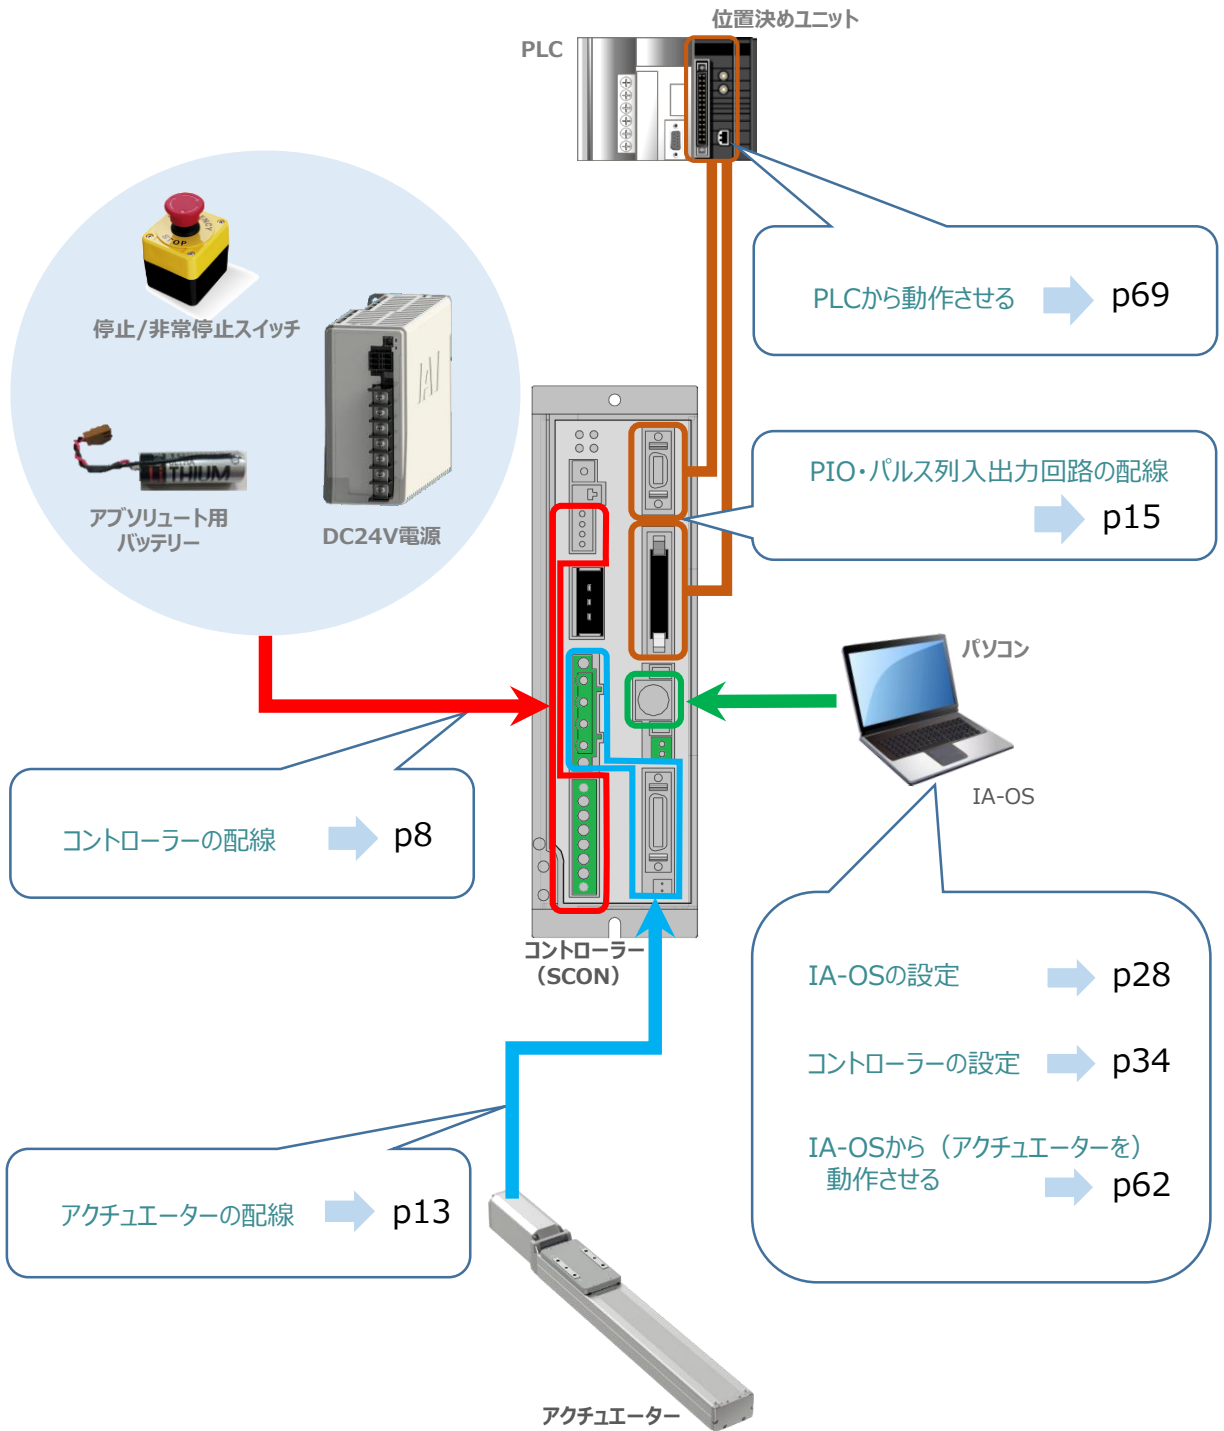 位置決めユニット
PLC
PLCから動作させる p69
STOP
停止/非常停止スイッチ
THIUM
アブソリュート用
バッテリー
DC24V電源
PIO・パルス列入出力回路の配線
p15
パソコン
IA-OS
コントローラーの配線 p8
コントローラー
（SCON）
IA-OSの設定 p28
コントローラーの設定 p34
IA-OSから（アクチュエーターを）
動作させる p62
アクチュエーターの配線 p13
アクチュエーター